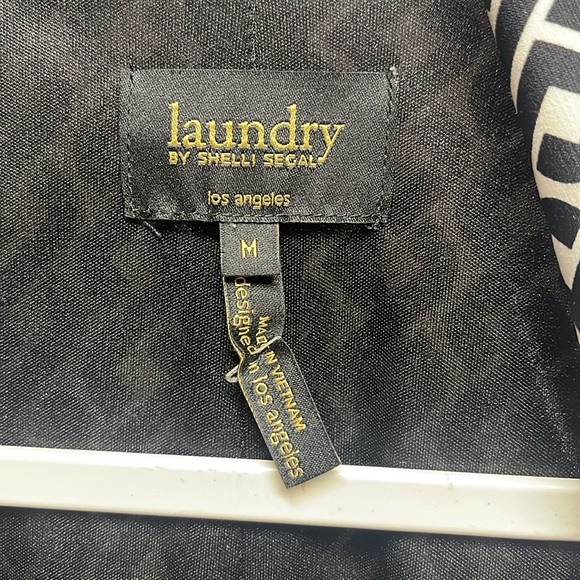 laundry
BY SHELLI SEGAL
los angeles
M
MADE IN VIETNAM
designed in los angeles